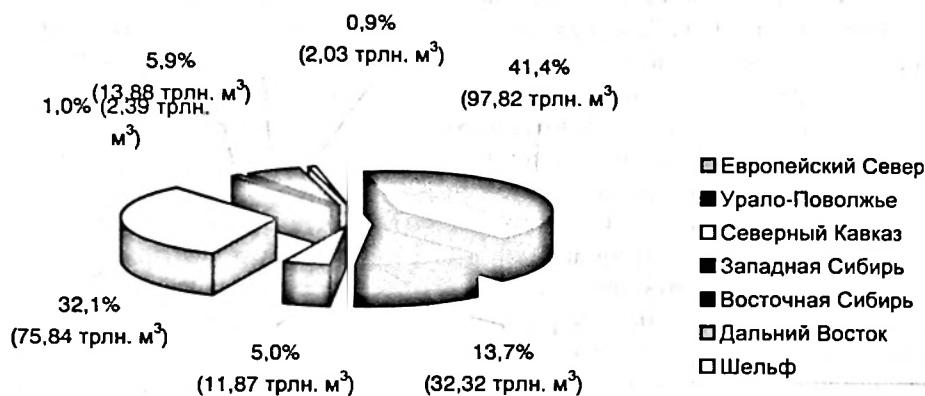 0,9%
(2,03 трлн. м³)
5,9%
(13,88 трлн. м³)
41,4%
(97,82 трлн. м³)
1,0% (2,39 трлн.
м³)
32,1%
(75,84 трлн. м³)
5,0%
(11,87 трлн. м³)
13,7%
(32,32 трлн. м³)
Европейский Север
Урало-Поволжье
Северный Кавказ
Западная Сибирь
Восточная Сибирь
Дальний Восток
Шельф